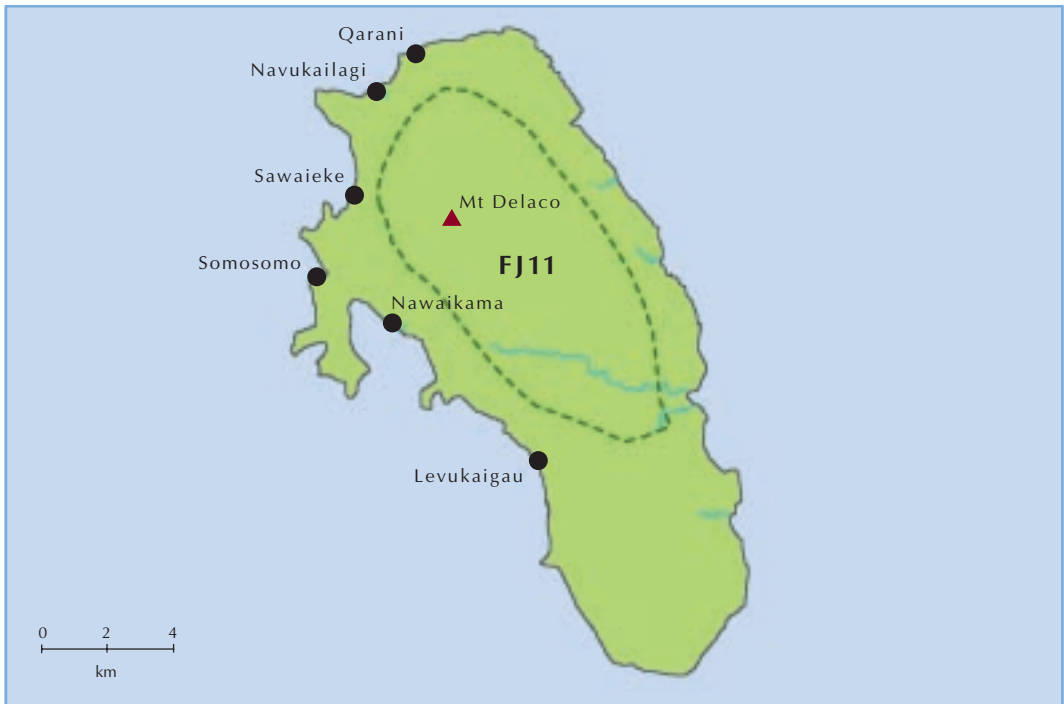 Qarani
Navukailagi
Sawaieke
Mt Delaco
FJ11
Somosomo
Nawaikama
Levukaigau
0 2 4
km